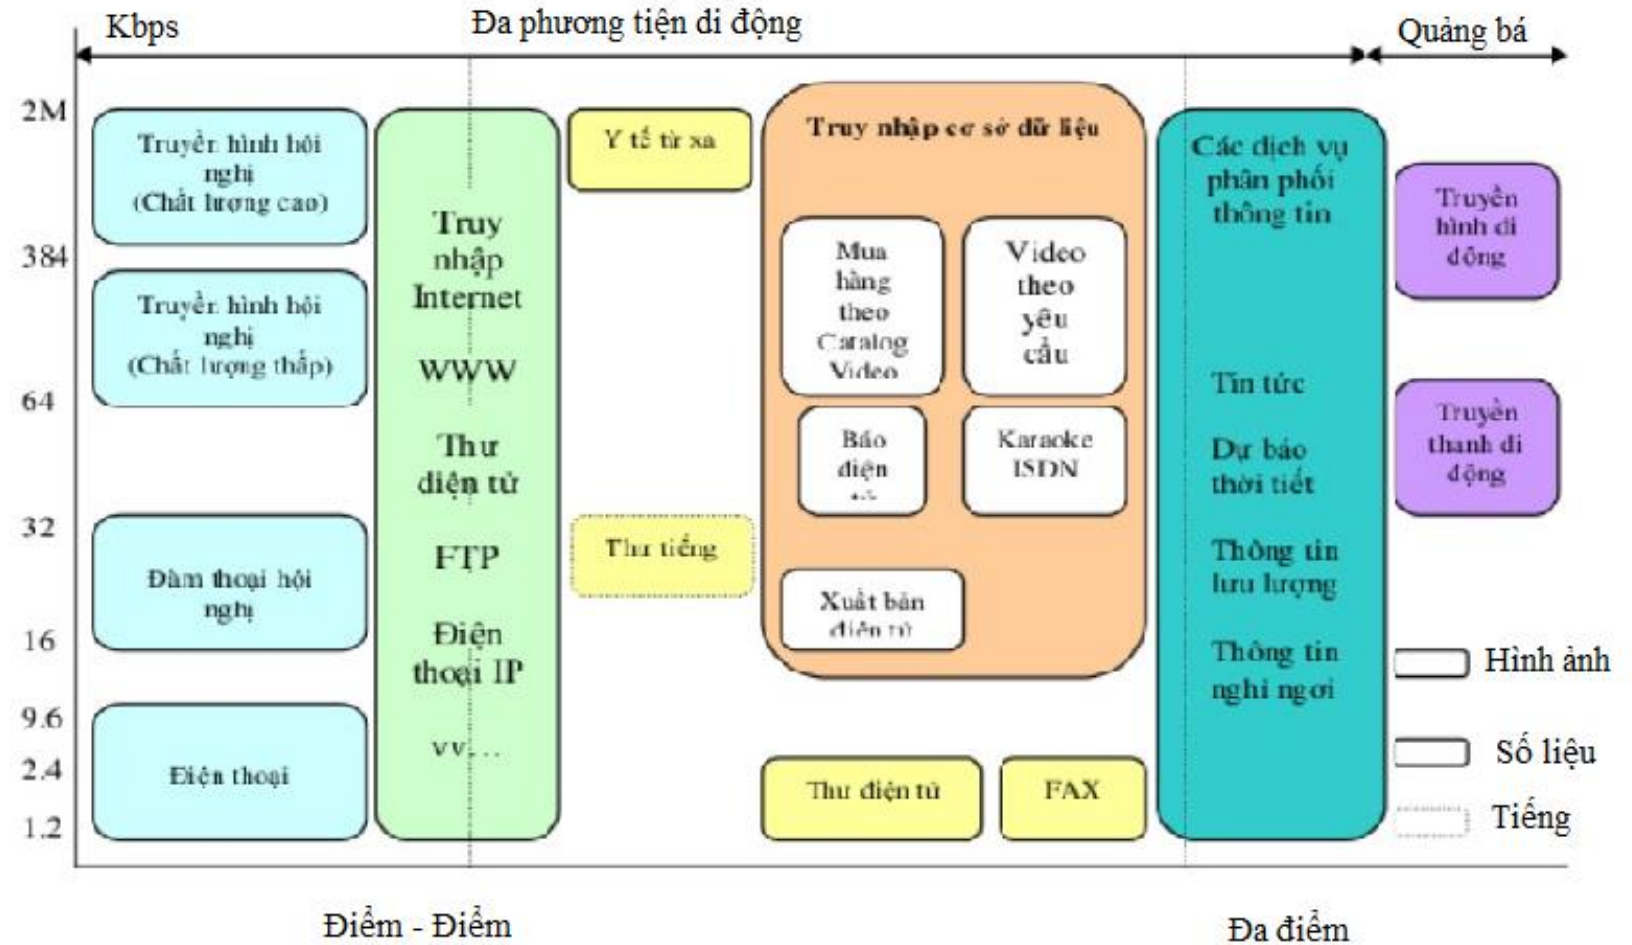 Kbps
Đa phương tiện di động
Quảng bá
2M
384
64
32
16
9.6
2.4
1.2
Truyền hình hội
nghị
(Chất lượng cao)
Truyền hình hội
nghị
(Chất lượng thấp)
Đàm thoại hội
nghị
Điện thoại
Truy
nhập
Internet
WWW
Thư
điện tử
FTP
Điện
thoại IP
vv...
Y tế từ xa
Thư tiếng
Truy nhập cơ sở dữ liệu
Mua
hàng
theo
Catalog
Video
Video
theo
yêu
cầu
Báo
điện
Karaoke
ISDN
Xuất bản
điện tử
Thư điện tử
FAX
Các dịch vụ
phân phối
thông tin
Tin tức
Dự báo
thời tiết
Thông tin
lưu lượng
Thông tin
nghỉ ngơi
Truyền
hình di
động
Truyền
thanh di
động
Hình ảnh
Số liệu
Tiếng
Điểm - Điểm
Đa điểm